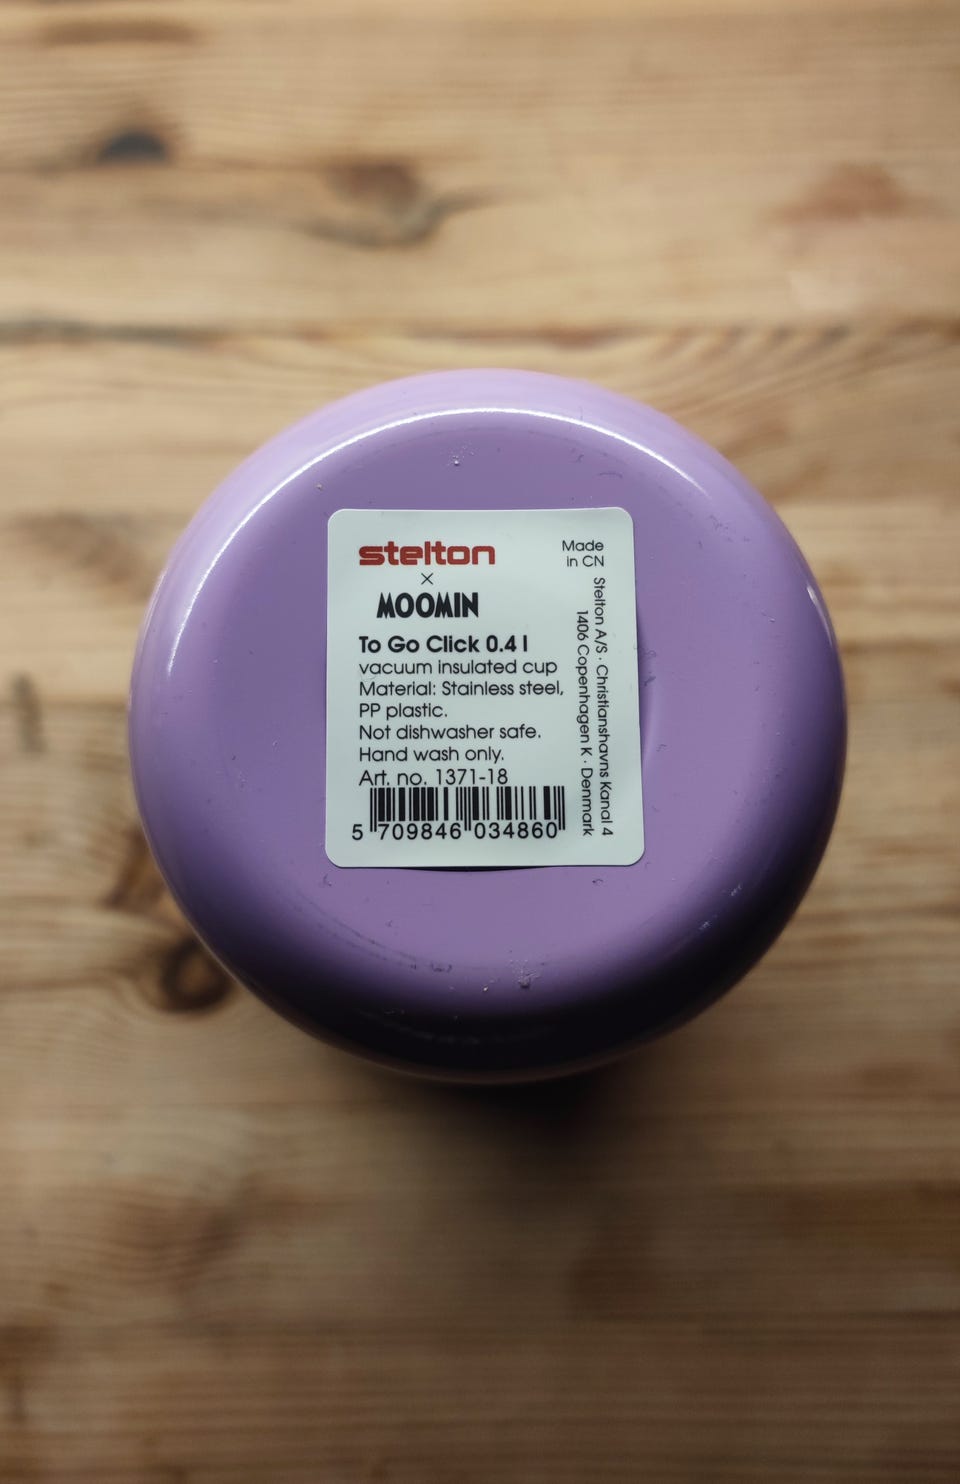 stelton
×
MOOMIN
To Go Click 0.4 l
vacuum insulated cup
Material: Stainless steel,
PP plastic.
Not dishwasher safe.
Hand wash only.
Art. no. 1371-18
5 709846 034860
Made
in CN
Stelton A/S · Christianshavns Kanal 4
1406 Copenhagen K · Denmark